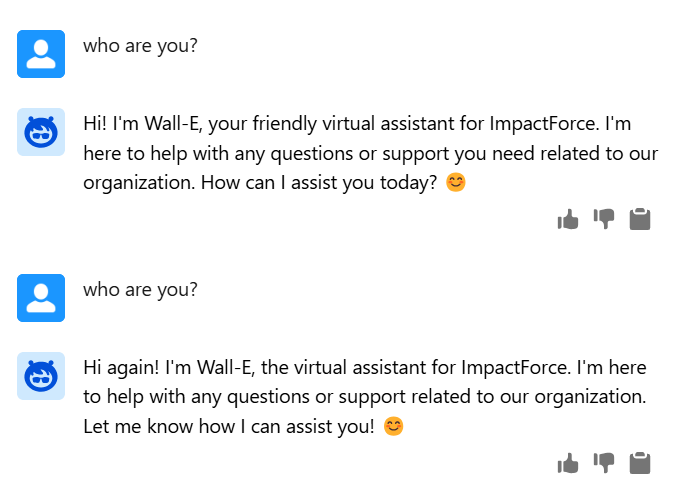 who are you?
Hi! I'm Wall-E, your friendly virtual assistant for ImpactForce. I'm
here to help with any questions or support you need related to our
organization. How can I assist you today? 😊
who are you?
Hi again! I'm Wall-E, the virtual assistant for ImpactForce. I'm here
to help with any questions or support related to our organization.
Let me know how I can assist you! 😊